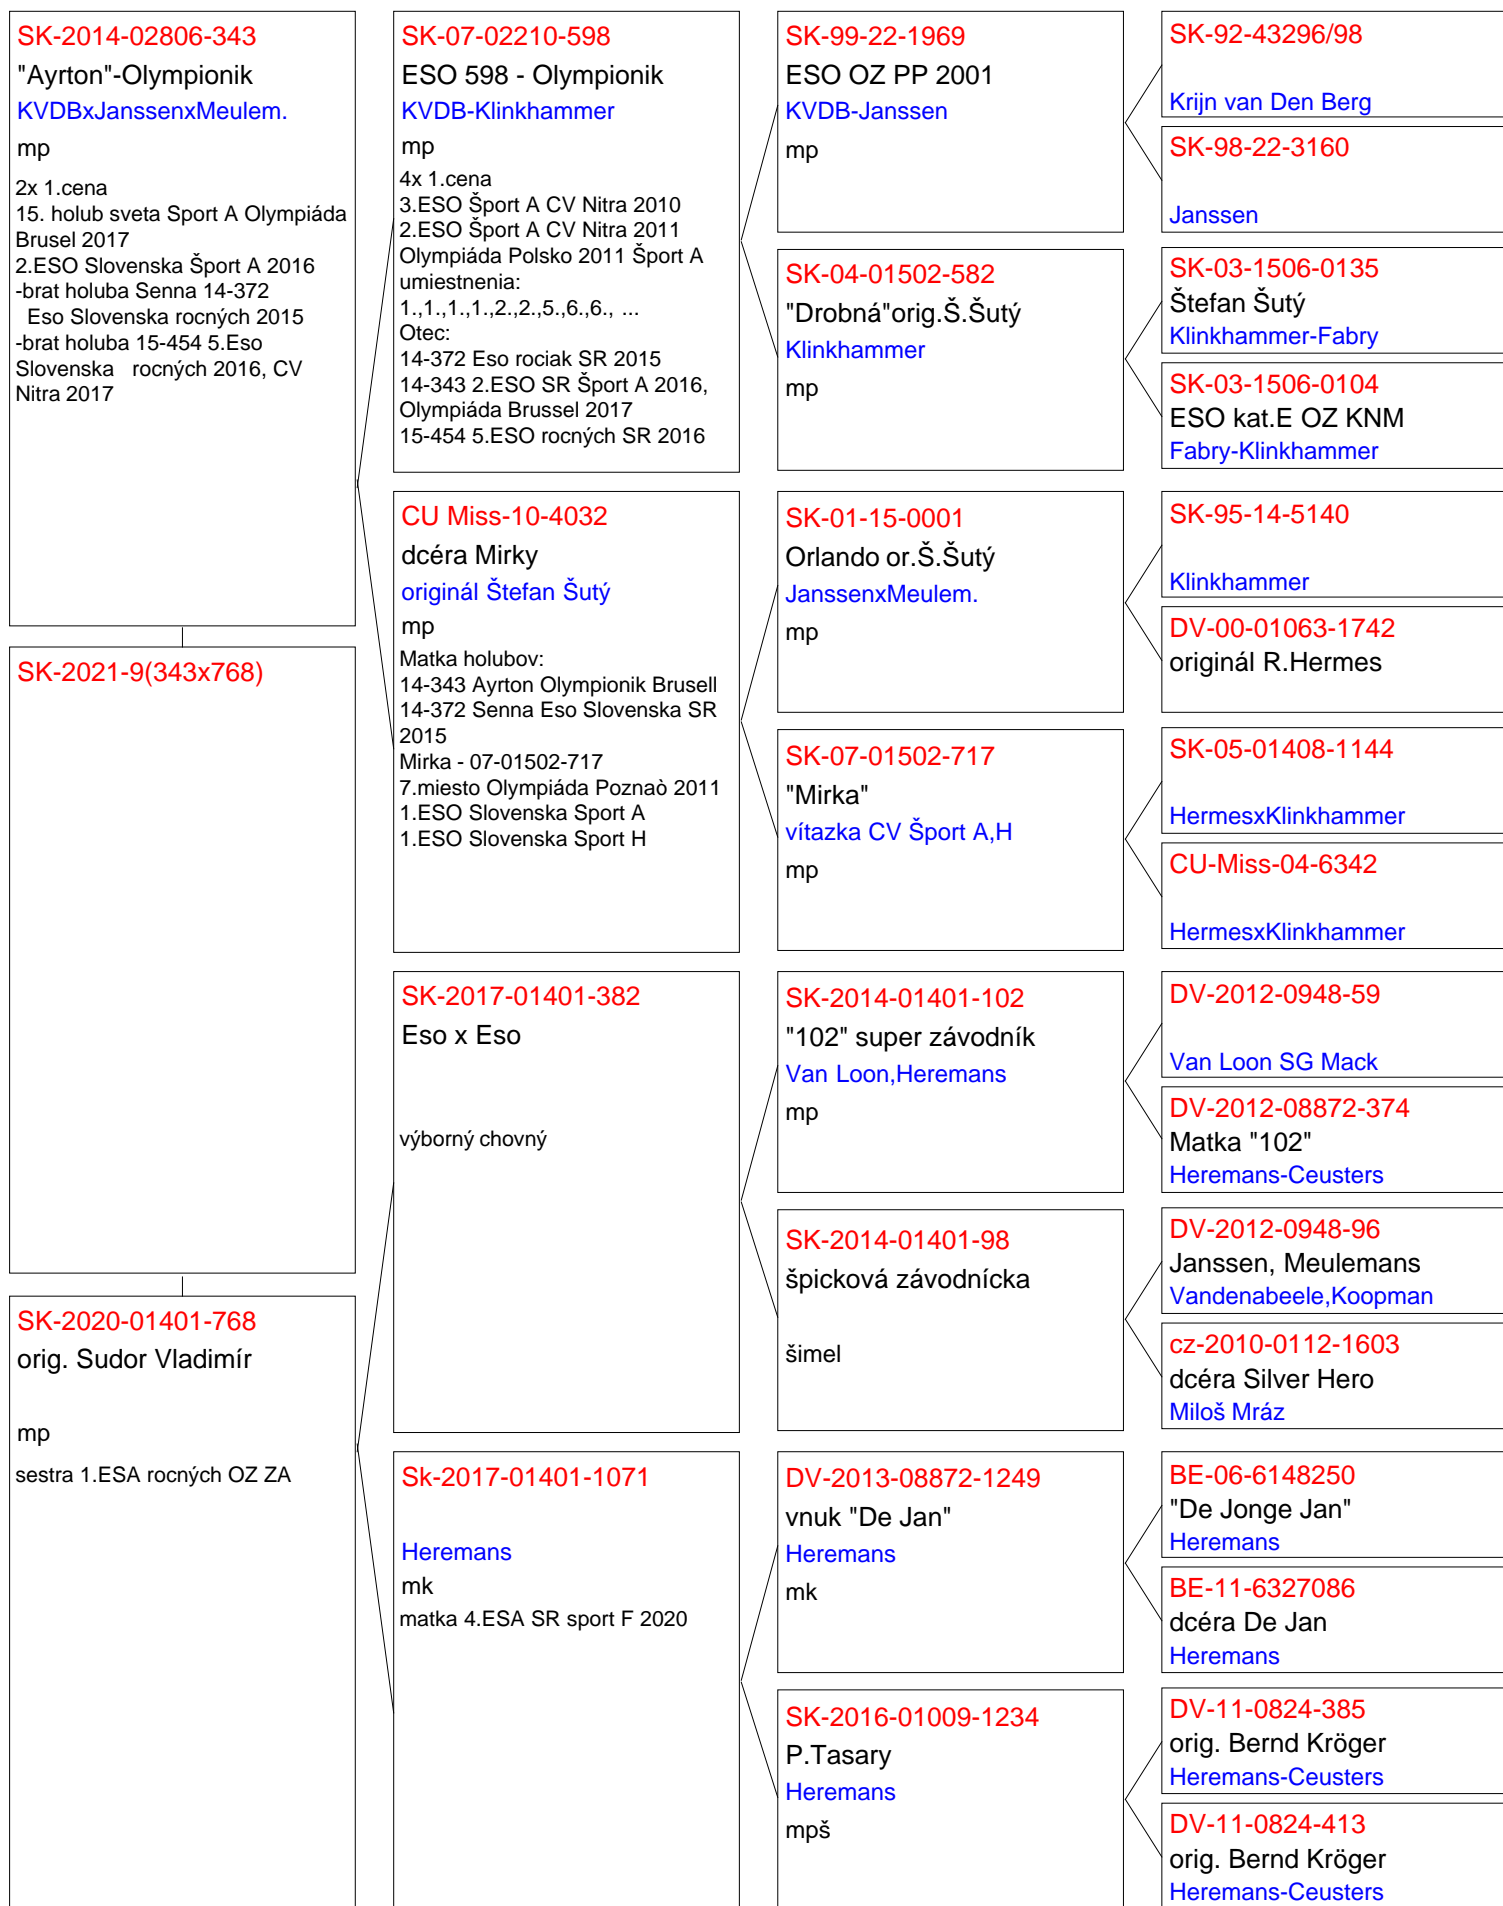 SK-2014-02806-343
"Ayrton"-Olympionik
KVDBxJanssenxMeulem.
mp
2x 1.cena
15. holub sveta Sport A Olympiáda
Brusel 2017
2.ESO Slovenska Šport A 2016
-brat holuba Senna 14-372
Eso Slovenska rocných 2015
-brat holuba 15-454 5.Eso
Slovenska rocných 2016, CV
Nitra 2017
SK-2021-9(343x768)
SK-2020-01401-768
orig. Sudor Vladimír
mp
sestra 1.ESA rocných OZ ZA
SK-07-02210-598
ESO 598 - Olympionik
KVDB-Klinkhammer
mp
4x 1.cena
3.ESO Šport A CV Nitra 2010
2.ESO Šport A CV Nitra 2011
Olympiáda Polsko 2011 Šport A
umiestnenia:
1.,1.,1.,1.,2.,2.,5.,6.,6., ...
Otec:
14-372 Eso rociak SR 2015
14-343 2.ESO SR Šport A 2016,
Olympiáda Brussel 2017
15-454 5.ESO rocných SR 2016
CU Miss-10-4032
dcéra Mirky
originál Štefan Šutý
mp
Matka holubov:
14-343 Ayrton Olympionik Brusell
14-372 Senna Eso Slovenska SR
2015
Mirka - 07-01502-717
7.miesto Olympiáda Poznaò 2011
1.ESO Slovenska Sport A
1.ESO Slovenska Sport H
SK-2017-01401-382
Eso x Eso
výborný chovný
Sk-2017-01401-1071
Heremans
mk
matka 4.ESA SR sport F 2020
SK-99-22-1969
ESO OZ PP 2001
KVDB-Janssen
mp
SK-04-01502-582
"Drobná"orig.Š.Šutý
Klinkhammer
mp
SK-01-15-0001
Orlando or.Š.Šutý
JanssenxMeulem.
mp
SK-07-01502-717
"Mirka"
vítazka CV Šport A,H
mp
SK-2014-01401-102
"102" super závodník
Van Loon,Heremans
mp
SK-2014-01401-98
špicková závodnícka
šimel
DV-2013-08872-1249
vnuk "De Jan"
Heremans
mk
SK-2016-01009-1234
P.Tasary
Heremans
mpš
SK-92-43296/98
Krijn van Den Berg
SK-98-22-3160
Janssen
SK-03-1506-0135
Štefan Šutý
Klinkhammer-Fabry
SK-03-1506-0104
ESO kat.E OZ KNM
Fabry-Klinkhammer
SK-95-14-5140
Klinkhammer
DV-00-01063-1742
originál R.Hermes
SK-05-01408-1144
HermesxKlinkhammer
CU-Miss-04-6342
HermesxKlinkhammer
DV-2012-0948-59
Van Loon SG Mack
DV-2012-08872-374
Matka "102"
Heremans-Ceusters
DV-2012-0948-96
Janssen, Meulemans
Vandenabeele,Koopman
cz-2010-0112-1603
dcéra Silver Hero
Miloš Mráz
BE-06-6148250
"De Jonge Jan"
Heremans
BE-11-6327086
dcéra De Jan
Heremans
DV-11-0824-385
orig. Bernd Kröger
Heremans-Ceusters
DV-11-0824-413
orig. Bernd Kröger
Heremans-Ceusters